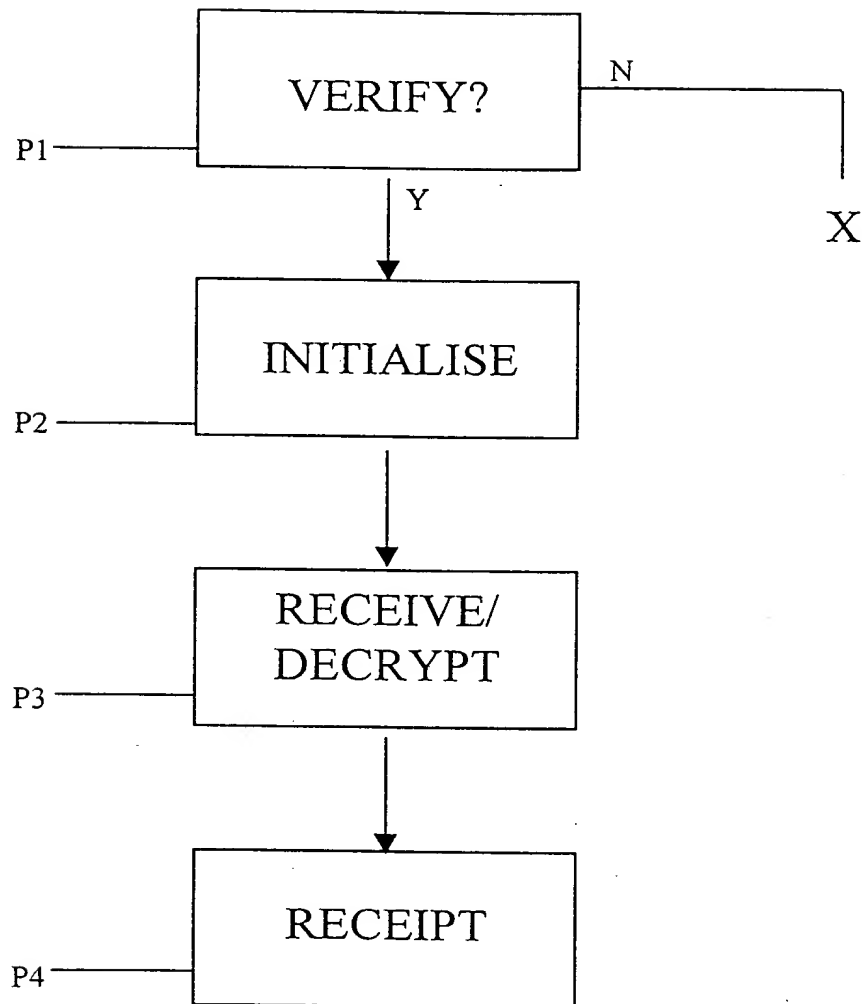 VERIFY?
N
P1
Y
X
INITIALISE
P2
RECEIVE/
DECRYPT
P3
RECEIPT
P4